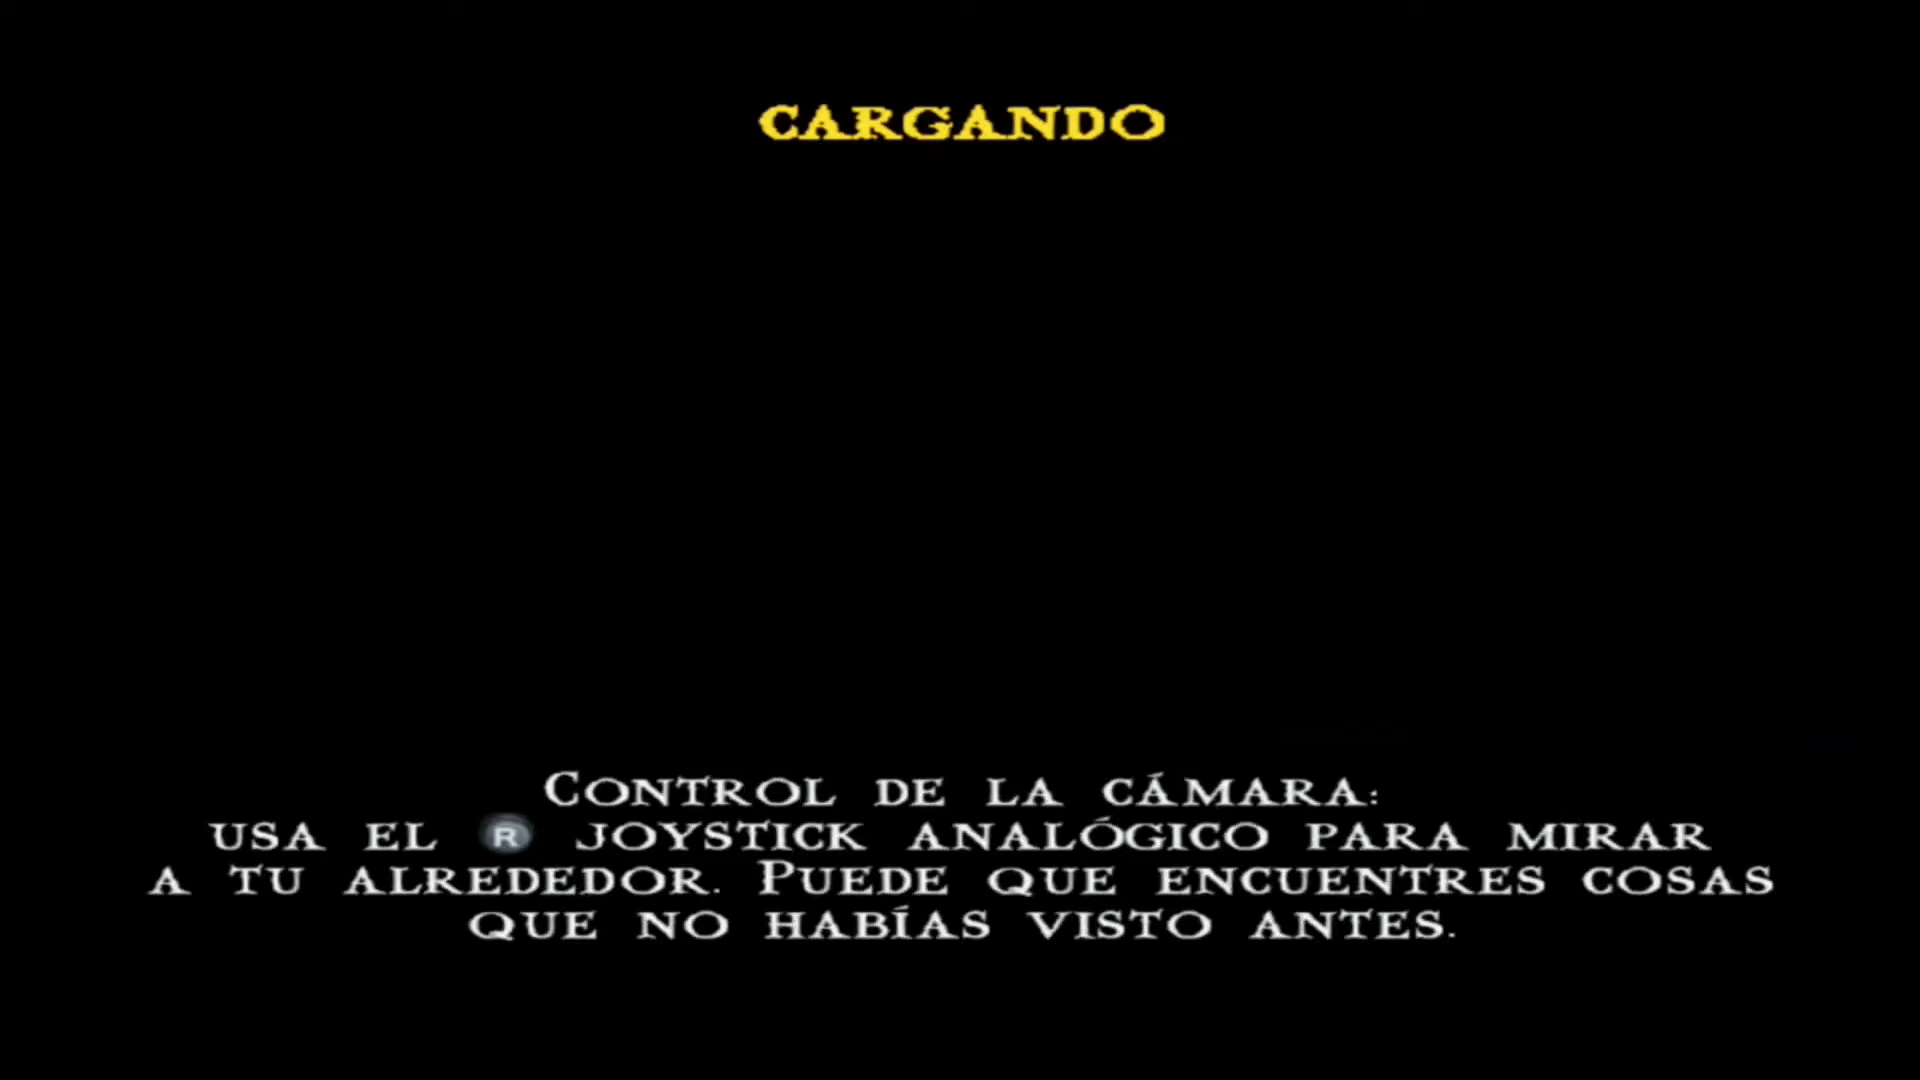 CARGANDO
CONTROL DE LA CÁMARA:
USA EL R JOYSTICK ANALÓGICO PARA MIRAR
A TU ALREDEDOR. PUEDE QUE ENCUENTRES COSAS
QUE NO HABÍAS VISTO ANTES.